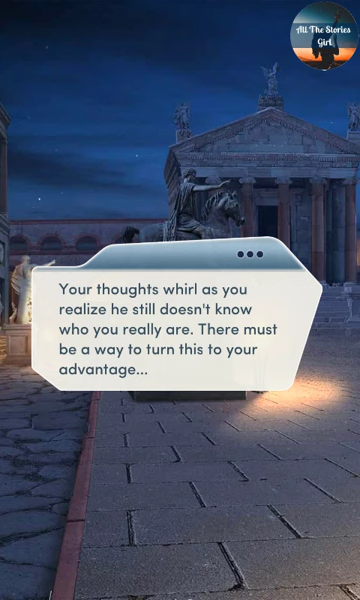 All The Stories
Girl
Your thoughts whirl as you
realize he still doesn't know
who you really are. There must
be a way to turn this to your
advantage...